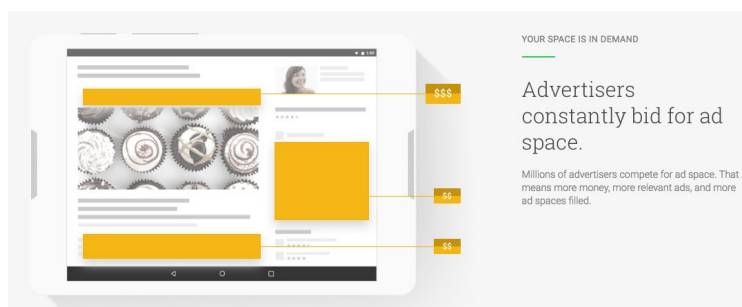 YOUR SPACE IS IN DEMAND
$$$
Advertisers
constantly bid for ad
space.
Millions of advertisers compete for ad space. That
means more money, more relevant ads, and more
ad spaces filled.
$$
$$